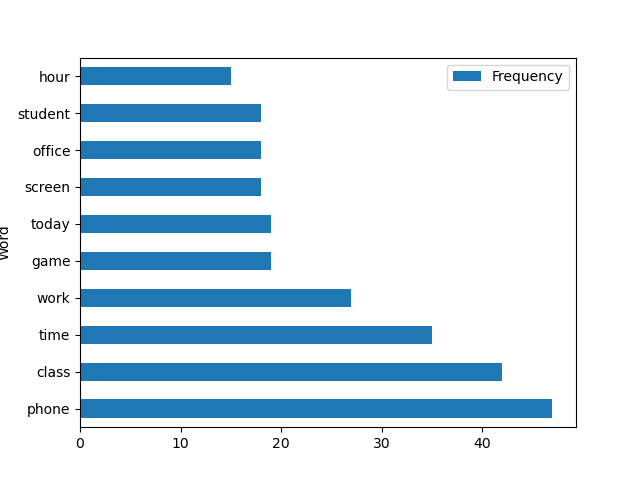 Frequency
hour
student
office
screen
today
game
work
time
class
phone
Word
0 10 20 30 40